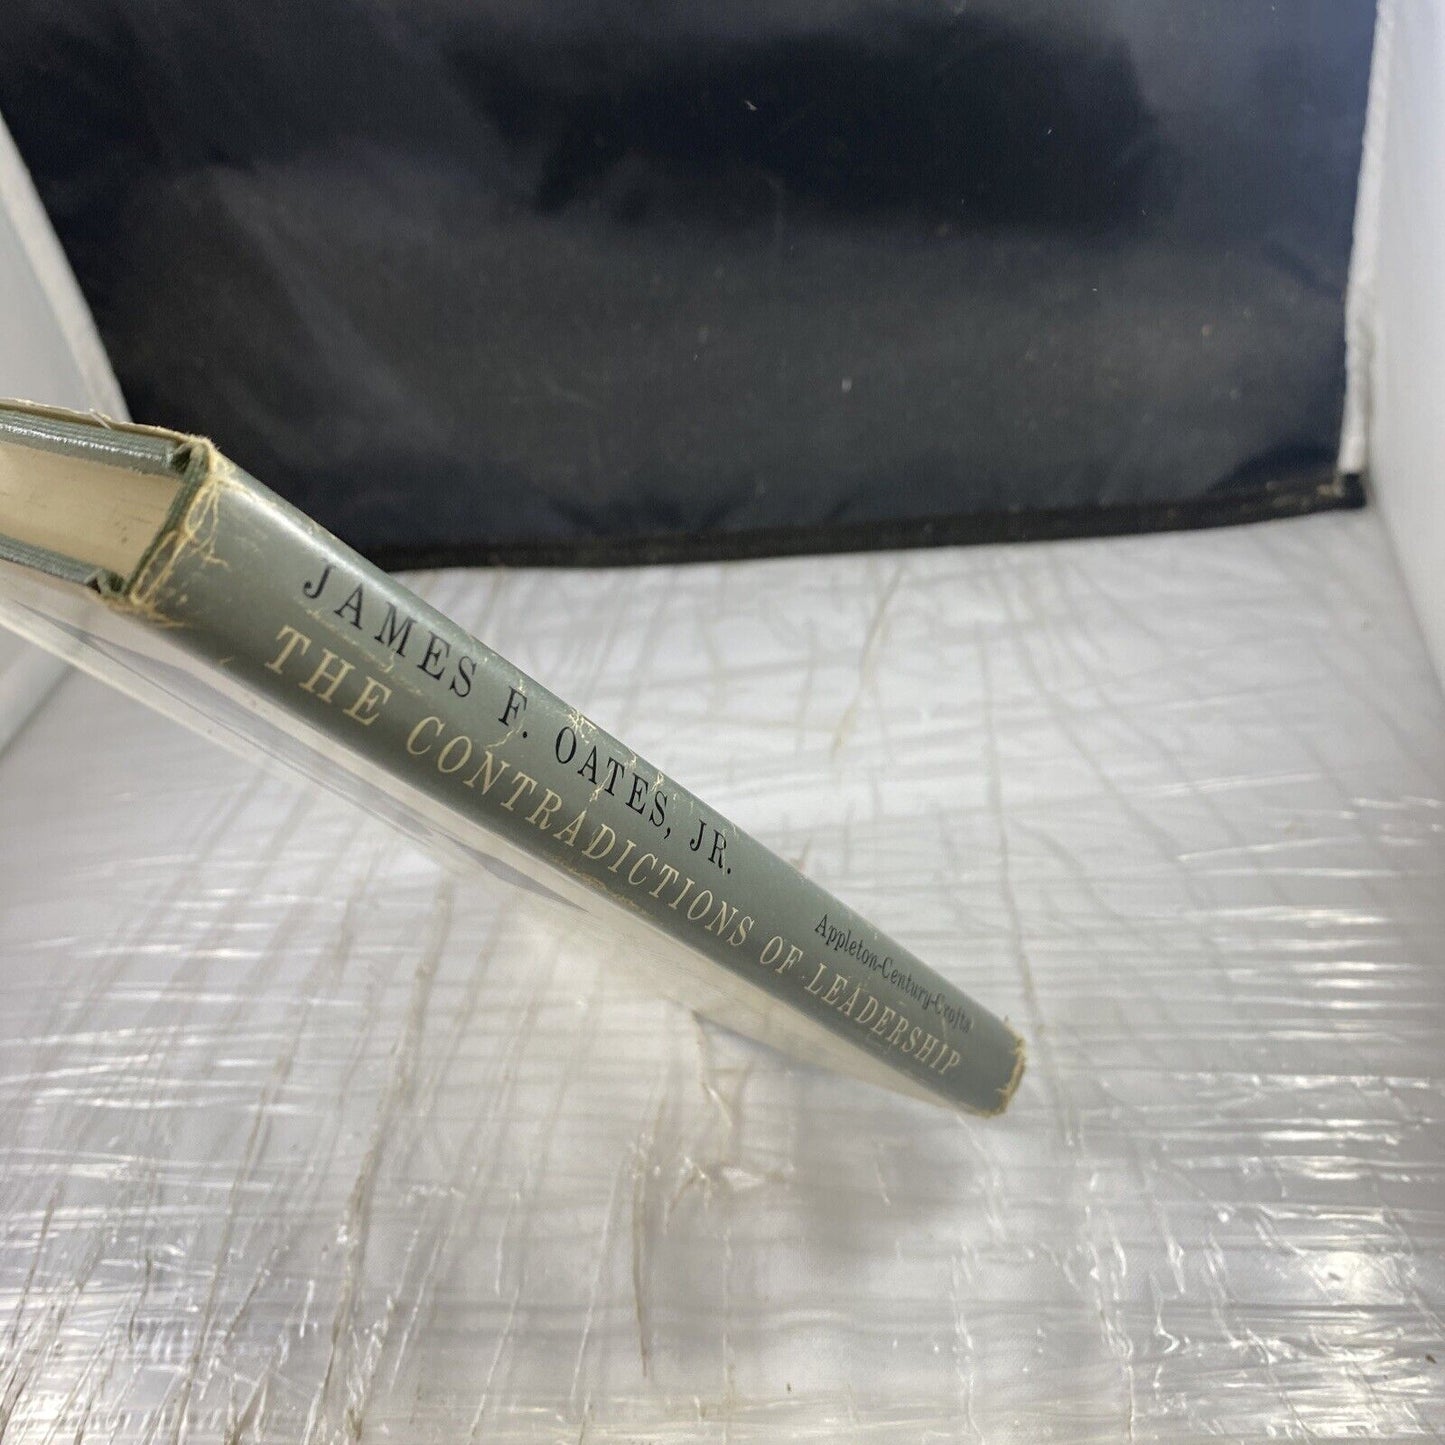 JAMES F. OATES, JR.
THE CONTRADICTIONS OF LEADERSHIP
Appleton-Century-Crofts